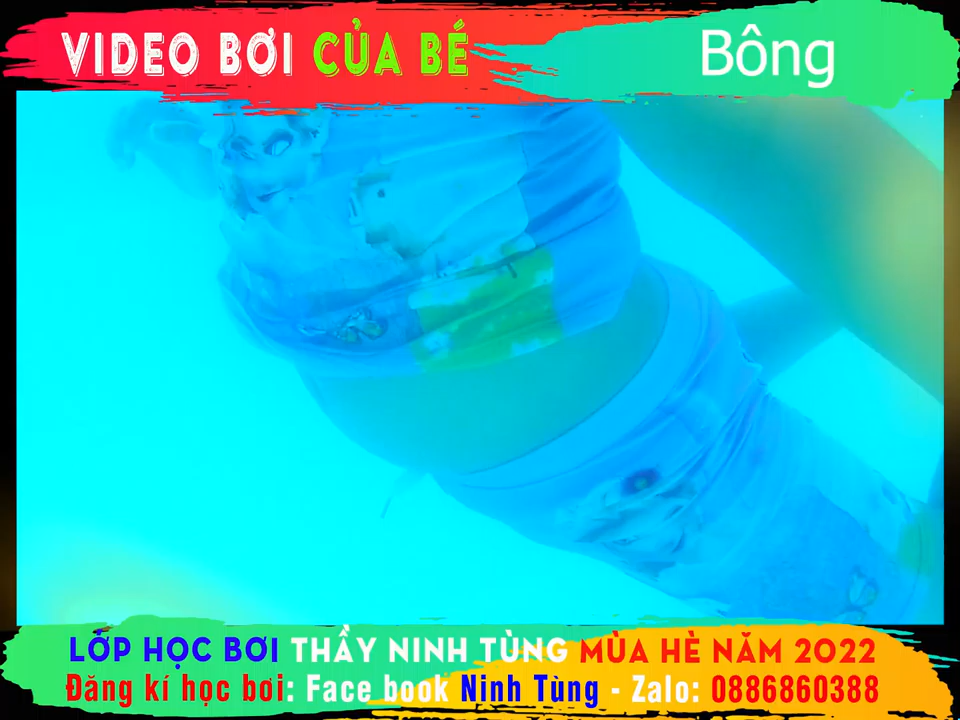 VIDEO BƠI CỦA BÉ
Bông
LỚP HỌC BƠI THẦY NINH TÙNG MÙA HÈ NĂM 2022
Đăng kí học bơi: Face book Ninh Tùng - Zalo: 0886860388